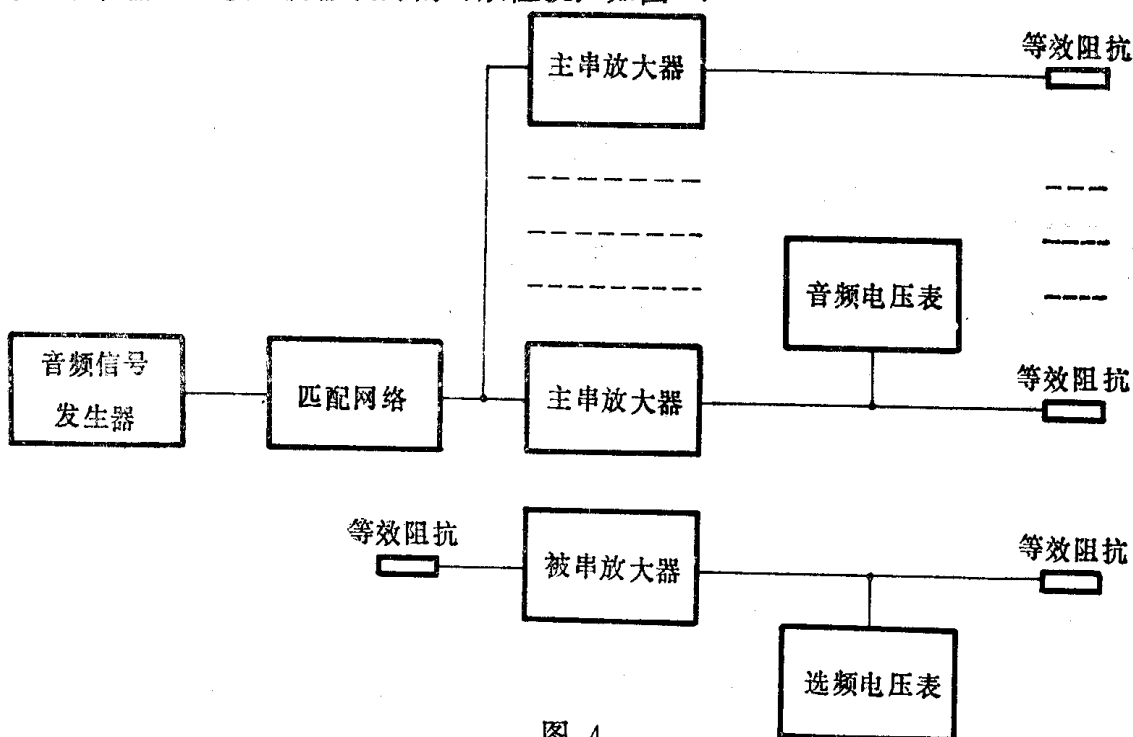 主串放大器
等效阻抗
音频电压表
音频信号
发生器
匹配网络
主串放大器
等效阻抗
等效阻抗
被串放大器
等效阻抗
选频电压表
图 4